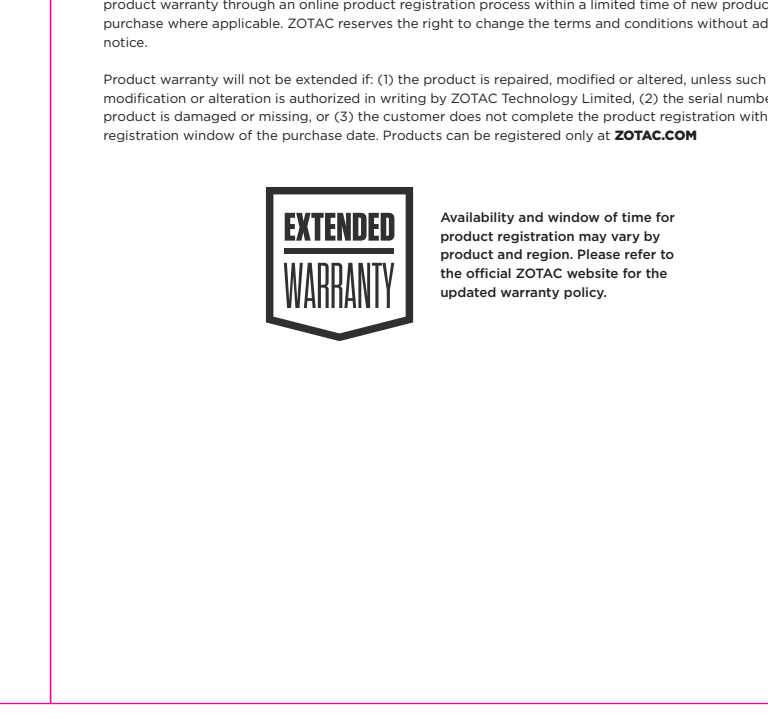 product warranty through an online product registration process within a limited time of new
purchase where applicable. ZOTAC reserves the right to change the terms and conditions without
notice.
Product warranty will not be extended if: (1) the product is repaired, modified or altered, unless such
modification or alteration is authorized in writing by ZOTAC Technology Limited, (2) the serial
product is damaged or missing, or (3) the customer does not complete the product registration
registration window of the purchase date. Products can be registered only at ZOTAC.COM
EXTENDED
WARRANTY
Availability and window of time for
product registration may vary by
product and region. Please refer to
the official ZOTAC website for the
updated warranty policy.